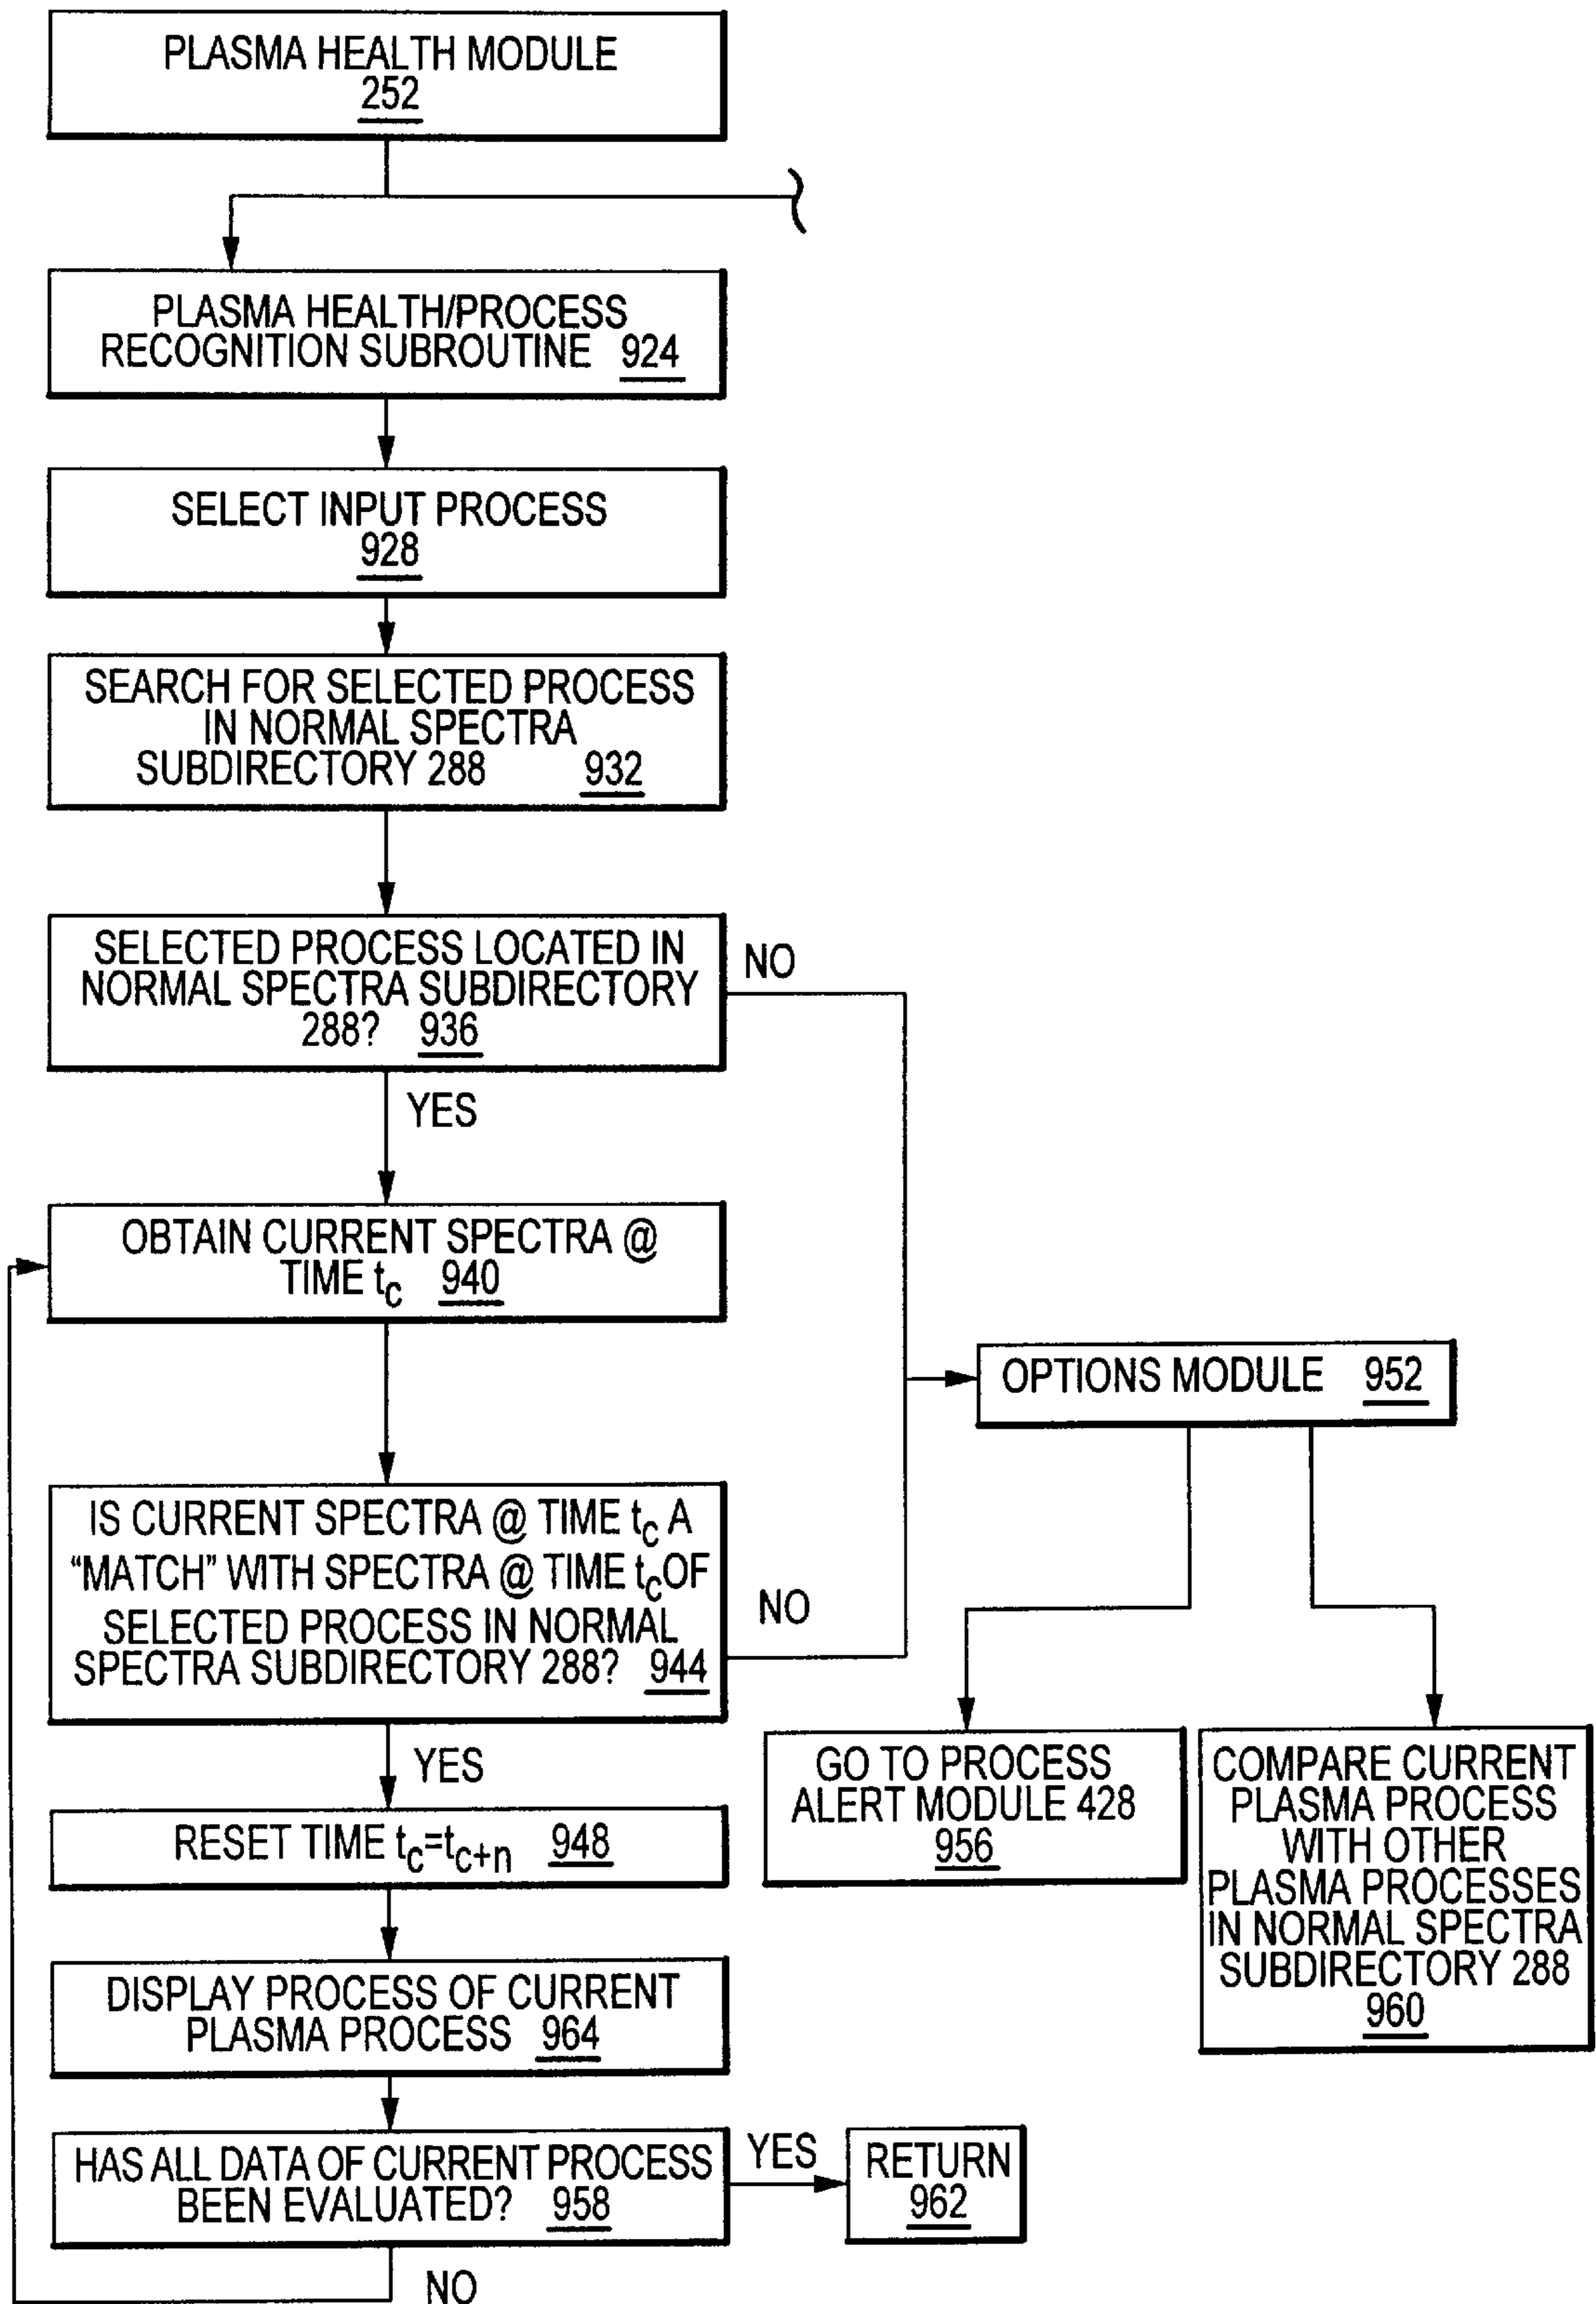 PLASMA HEALTH MODULE
252
PLASMA HEALTH/PROCESS
RECOGNITION SUBROUTINE 924
SELECT INPUT PROCESS
928
SEARCH FOR SELECTED PROCESS
IN NORMAL SPECTRA
SUBDIRECTORY 288 932
SELECTED PROCESS LOCATED IN
NORMAL SPECTRA SUBDIRECTORY
288? 936
NO
YES
OBTAIN CURRENT SPECTRA @
TIME tc 940
OPTIONS MODULE 952
IS CURRENT SPECTRA @ TIME tc A
“MATCH” WITH SPECTRA @ TIME tc OF
SELECTED PROCESS IN NORMAL
SPECTRA SUBDIRECTORY 288? 944
NO
YES
GO TO PROCESS
ALERT MODULE 428
956
COMPARE CURRENT
PLASMA PROCESS
WITH OTHER
PLASMA PROCESSES
IN NORMAL SPECTRA
SUBDIRECTORY 288
960
RESET TIME tc=tc+n 948
DISPLAY PROCESS OF CURRENT
PLASMA PROCESS 964
HAS ALL DATA OF CURRENT PROCESS
BEEN EVALUATED? 958
YES
RETURN
962
NO